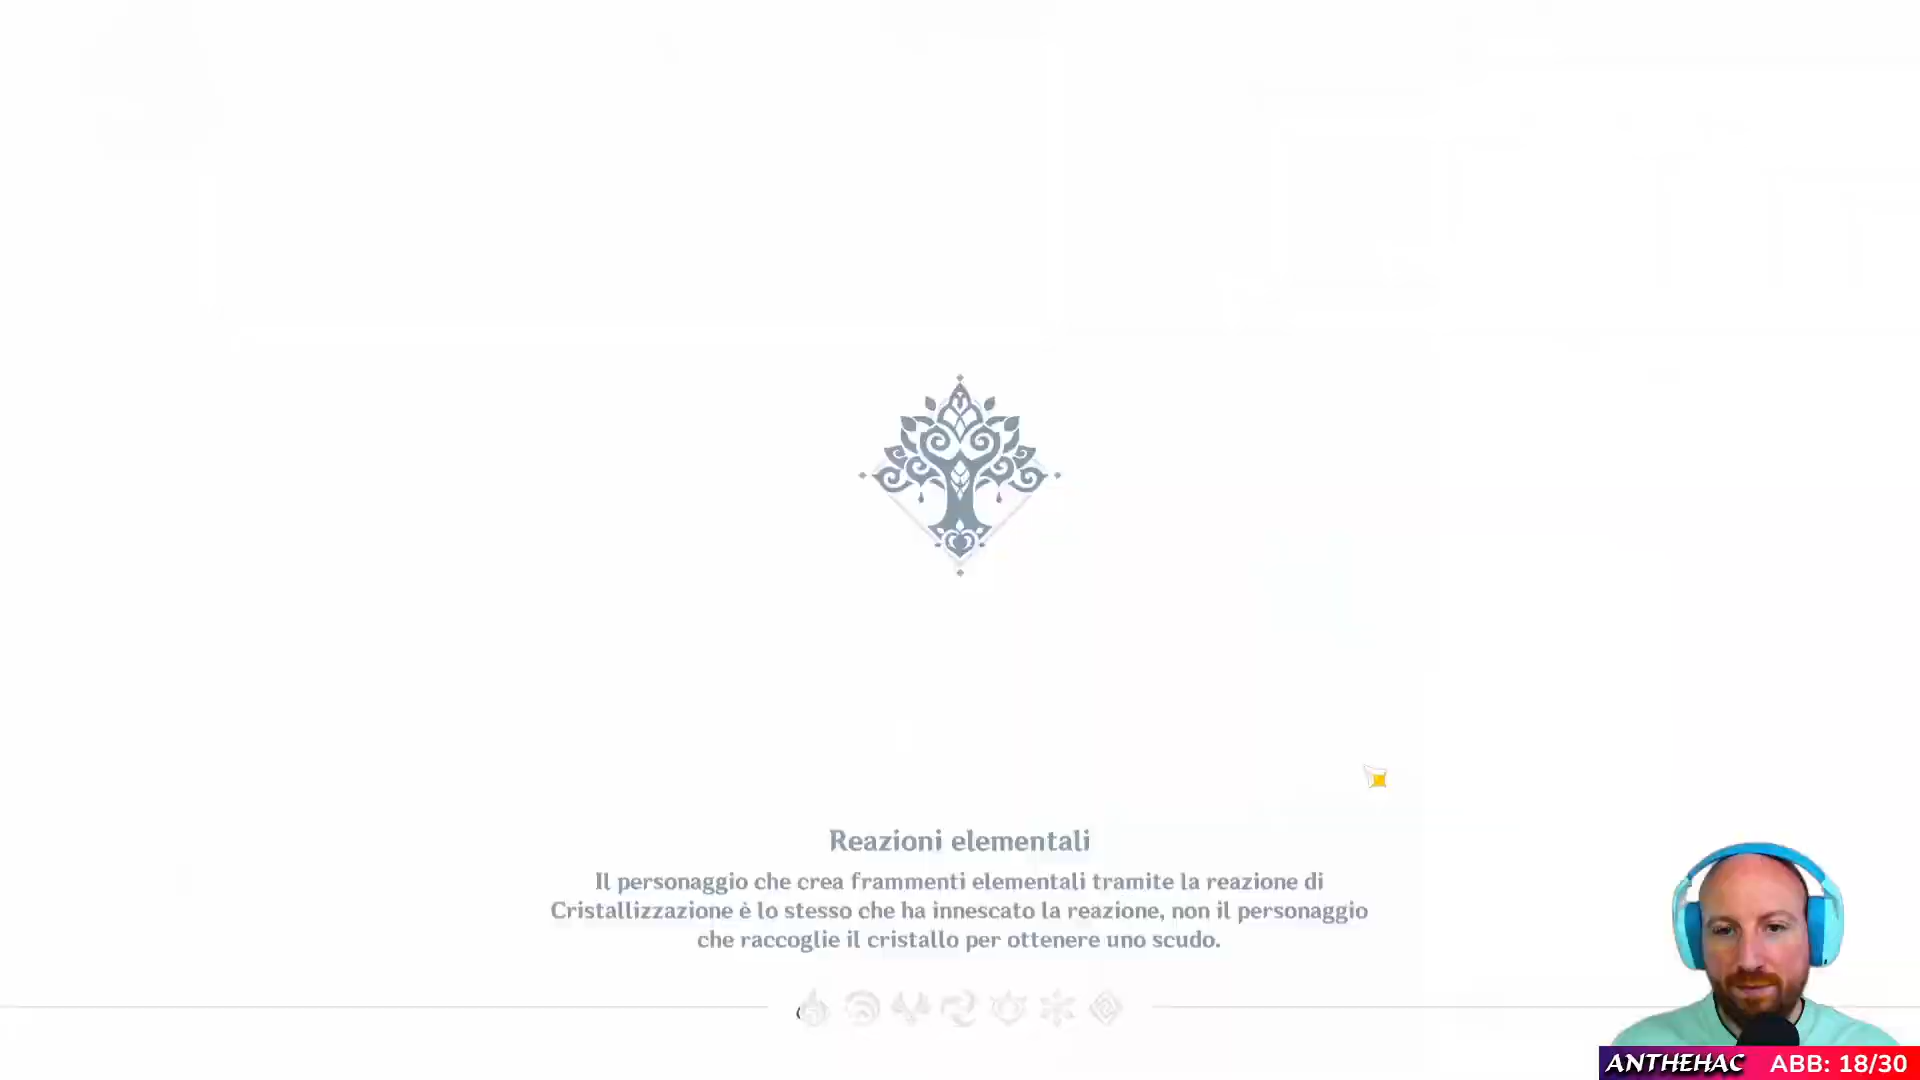 Reazioni elementali
Il personaggio che crea frammenti elementali tramite la reazione di
Cristallizzazione è lo stesso che ha innescato la reazione, non il personaggio
che raccoglie il cristallo per ottenere uno scudo.
ANTHEHAC ABB: 18/30